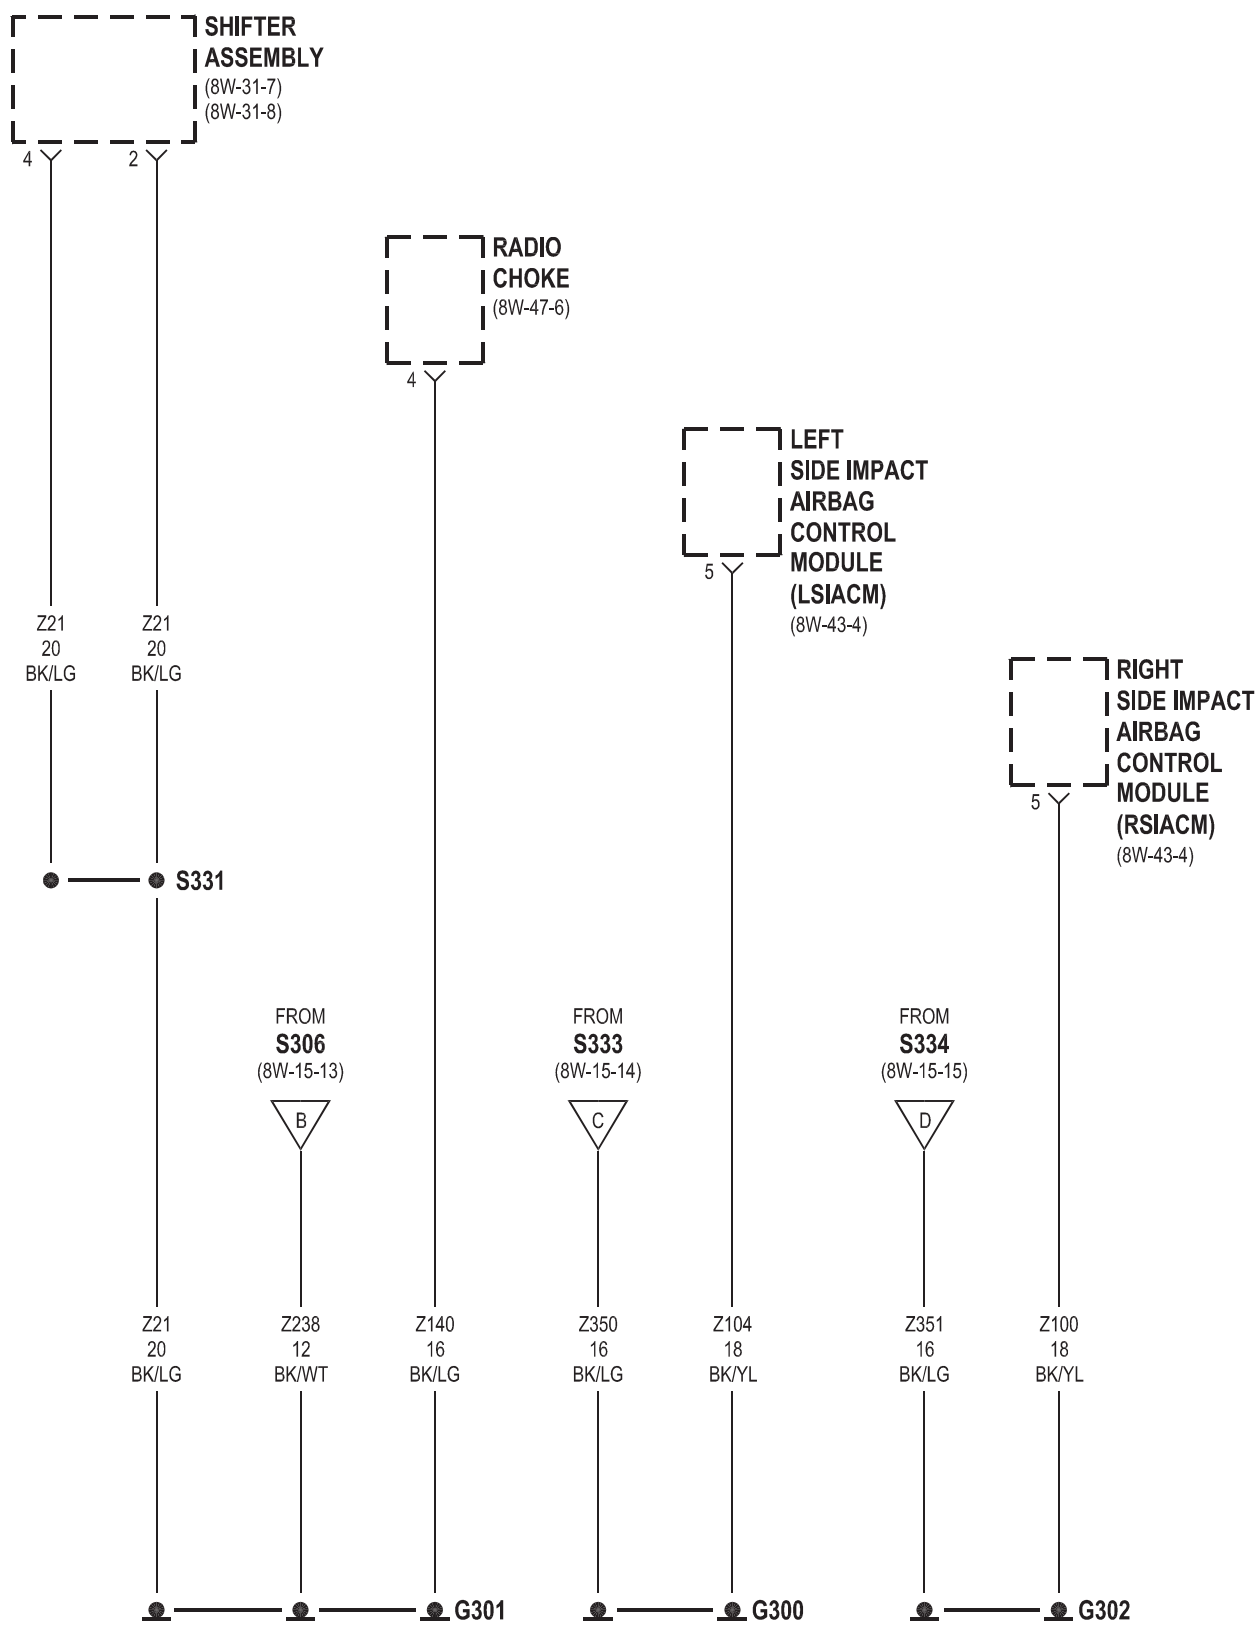 SHIFTER
ASSEMBLY
(8W-31-7)
(8W-31-8)
4
2
RADIO
CHOKE
(8W-47-6)
4
LEFT
SIDE IMPACT
AIRBAG
CONTROL
MODULE
(LSIACM)
(8W-43-4)
5
Z21
20
BK/LG
Z21
20
BK/LG
RIGHT
SIDE IMPACT
AIRBAG
CONTROL
MODULE
(RSIACM)
(8W-43-4)
5
S331
FROM
S306
(8W-15-13)
B
FROM
S333
(8W-15-14)
C
FROM
S334
(8W-15-15)
D
Z21
20
BK/LG
Z238
12
BK/WT
Z140
16
BK/LG
Z350
16
BK/LG
Z104
18
BK/YL
Z351
16
BK/LG
Z100
18
BK/YL
G301
G300
G302